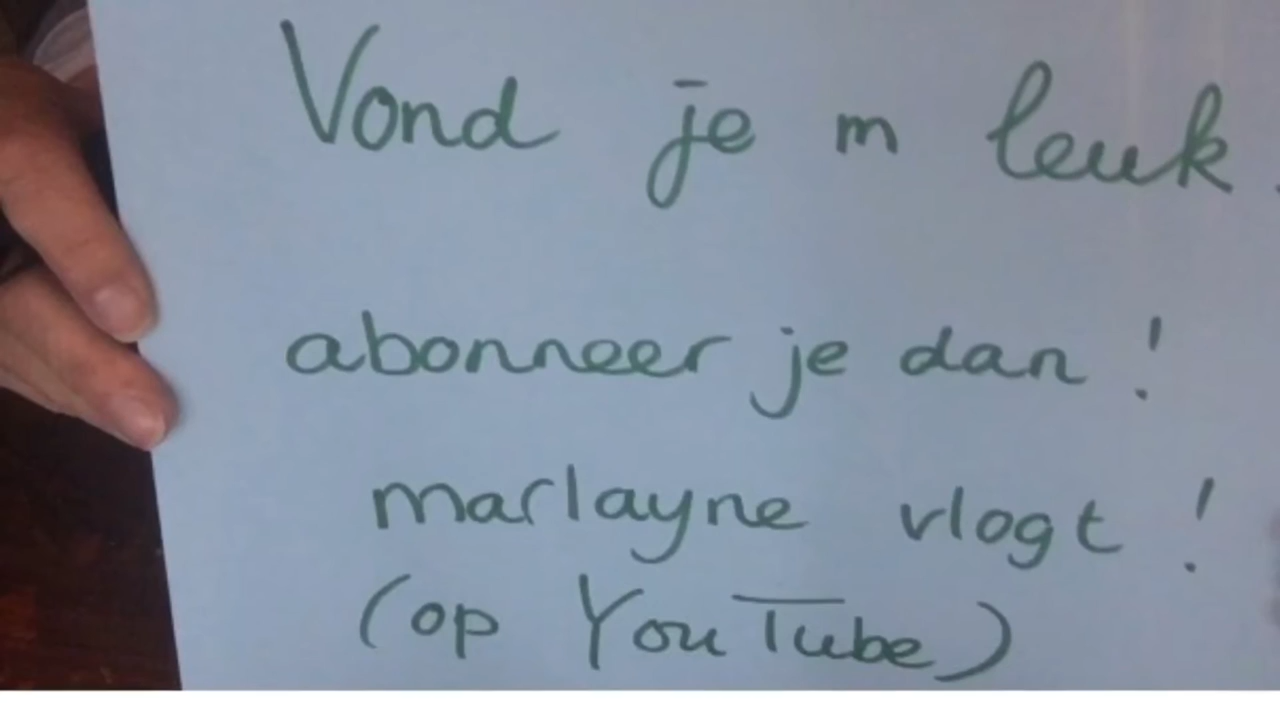 Vond je m leuk
abonneer je dan !
marlayne vlogt !
(op YouTube)